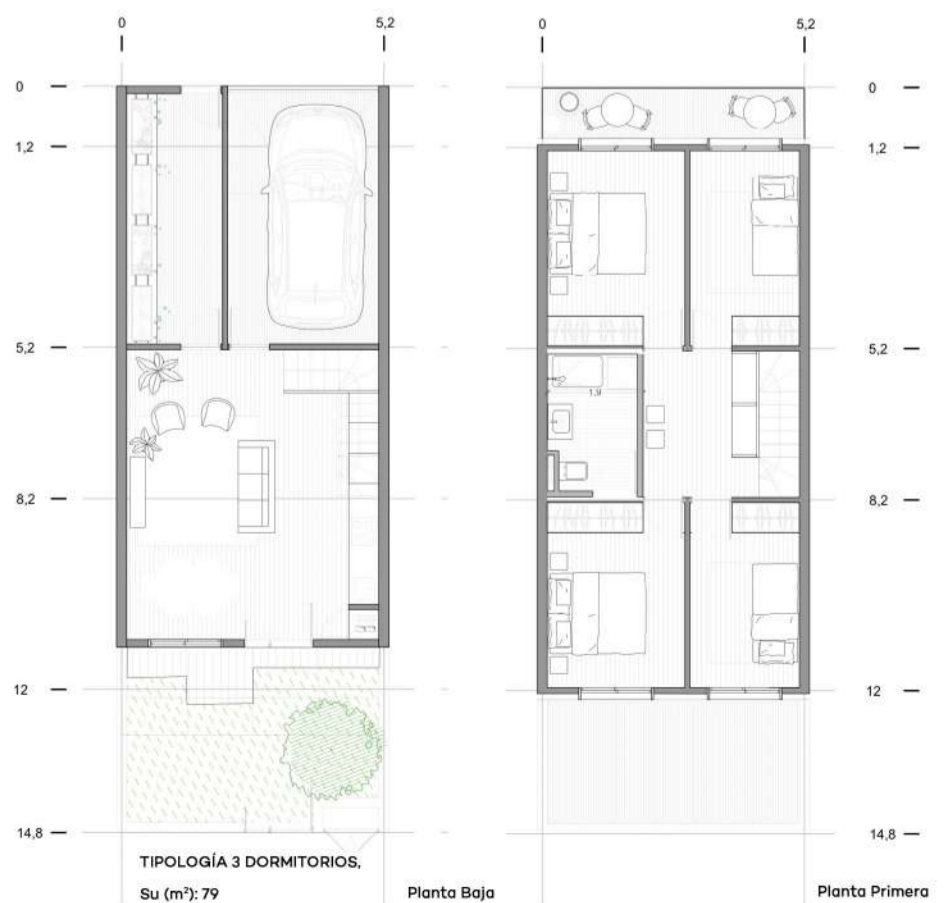 0 5,2 0 5,2
0 0
1,2 1,2
5,2 5,2
1,9
8,2 8,2
12 12
14,8 14,8
TIPOLOGÍA 3 DORMITORIOS,
Su (m²): 79 Planta Baja Planta Primera